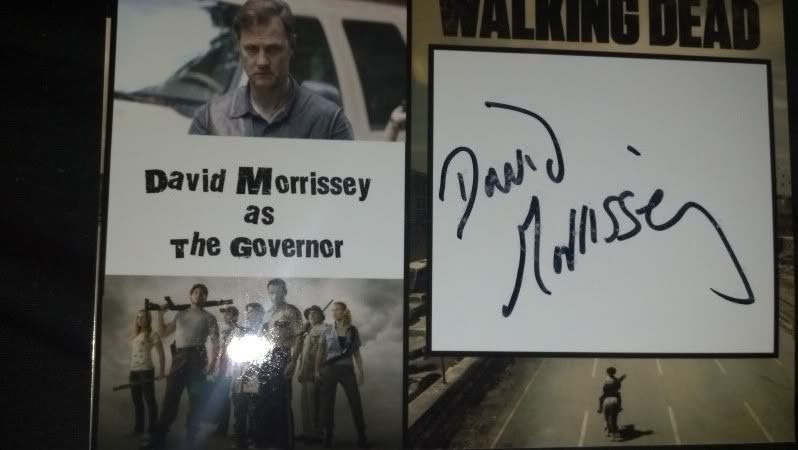 David Morrissey
as
The Governor
WALKING DEAD
David
Morrissey